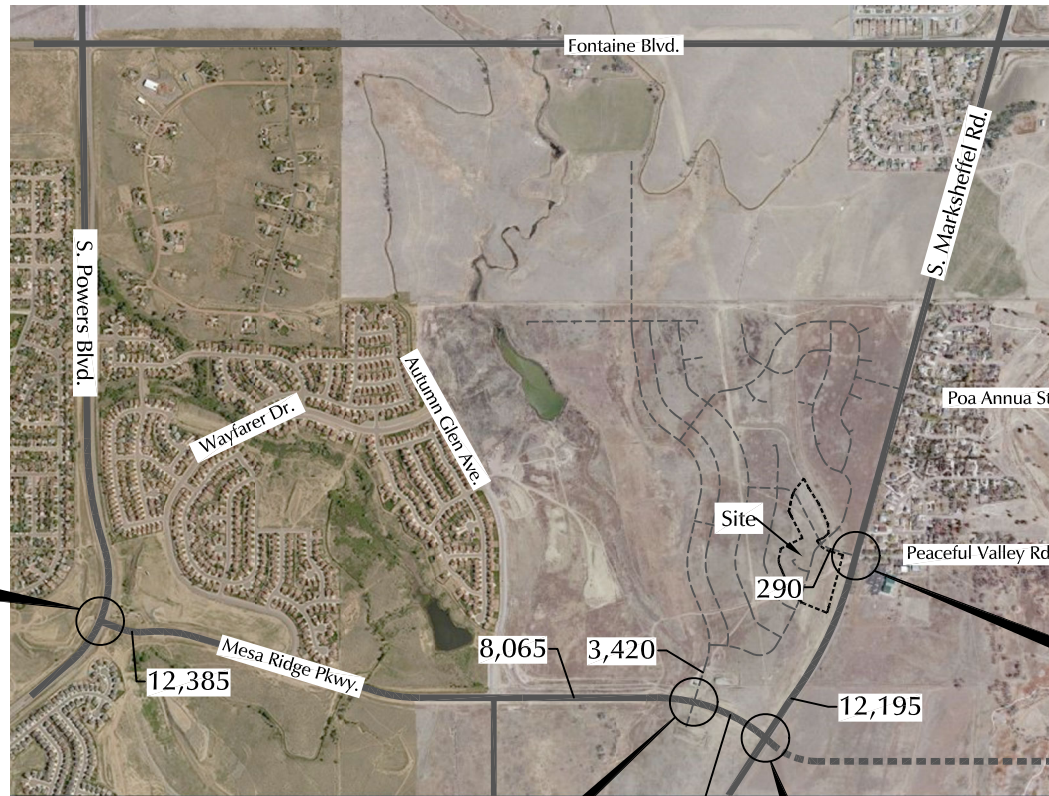 Fontaine Blvd.
S. Marksheffel Rd.
S. Powers Blvd.
Autumn Glen Ave.
Wayfarer Dr.
Poa Annua St
Site
Peaceful Valley Rd
290
8,065
3,420
Mesa Ridge Pkwy.
12,385
12,195